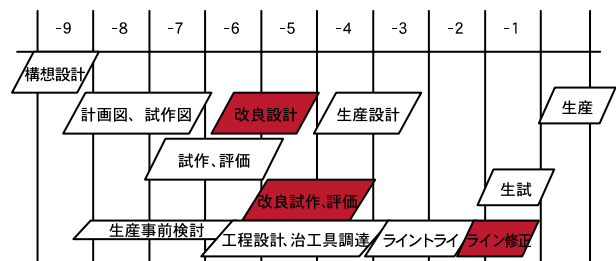 -9 -8 -7 -6 -5 -4 -3 -2 -1
構想設計
計画図、試作図 改良設計 生産設計 生産
試作、評価
改良試作、評価 生試
生産事前検討 工程設計、治工具調達 ライントライ ライン修正